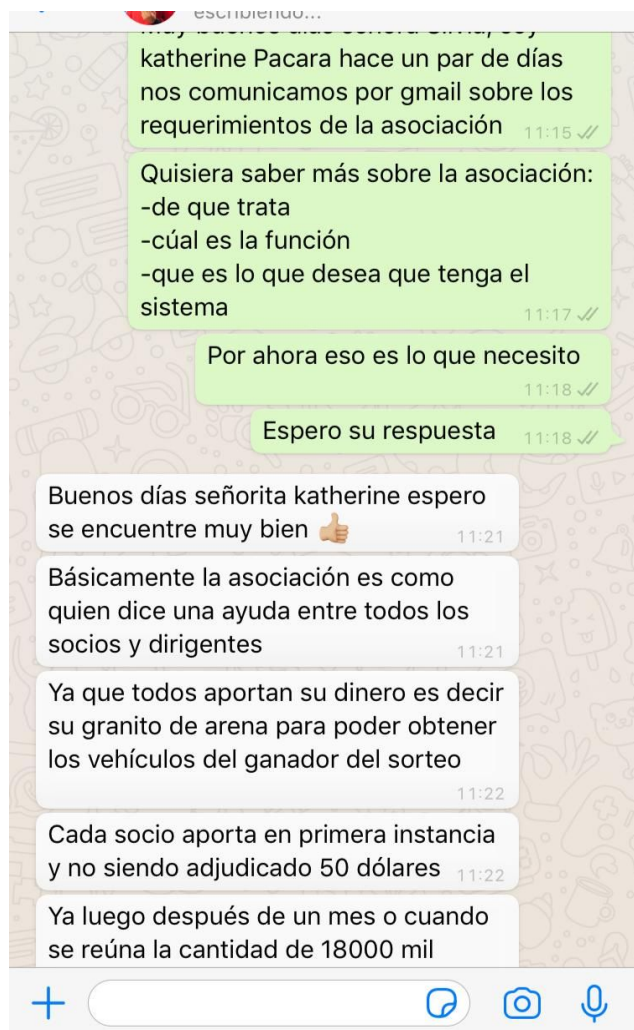 escribiendo...
katherine Pacara hace un par de días
nos comunicamos por gmail sobre los
requerimientos de la asociación 11:15
Quisiera saber más sobre la asociación:
-de que trata
-cúal es la función
-que es lo que desea que tenga el
sistema 11:17
Por ahora eso es lo que necesito
11:18
Espero su respuesta 11:18
Buenos días señorita katherine espero
se encuentre muy bien 👍🏼 11:21
Básicamente la asociación es como
quien dice una ayuda entre todos los
socios y dirigentes 11:21
Ya que todos aportan su dinero es decir
su granito de arena para poder obtener
los vehículos del ganador del sorteo
11:22
Cada socio aporta en primera instancia
y no siendo adjudicado 50 dólares 11:22
Ya luego después de un mes o cuando
se reúna la cantidad de 18000 mil